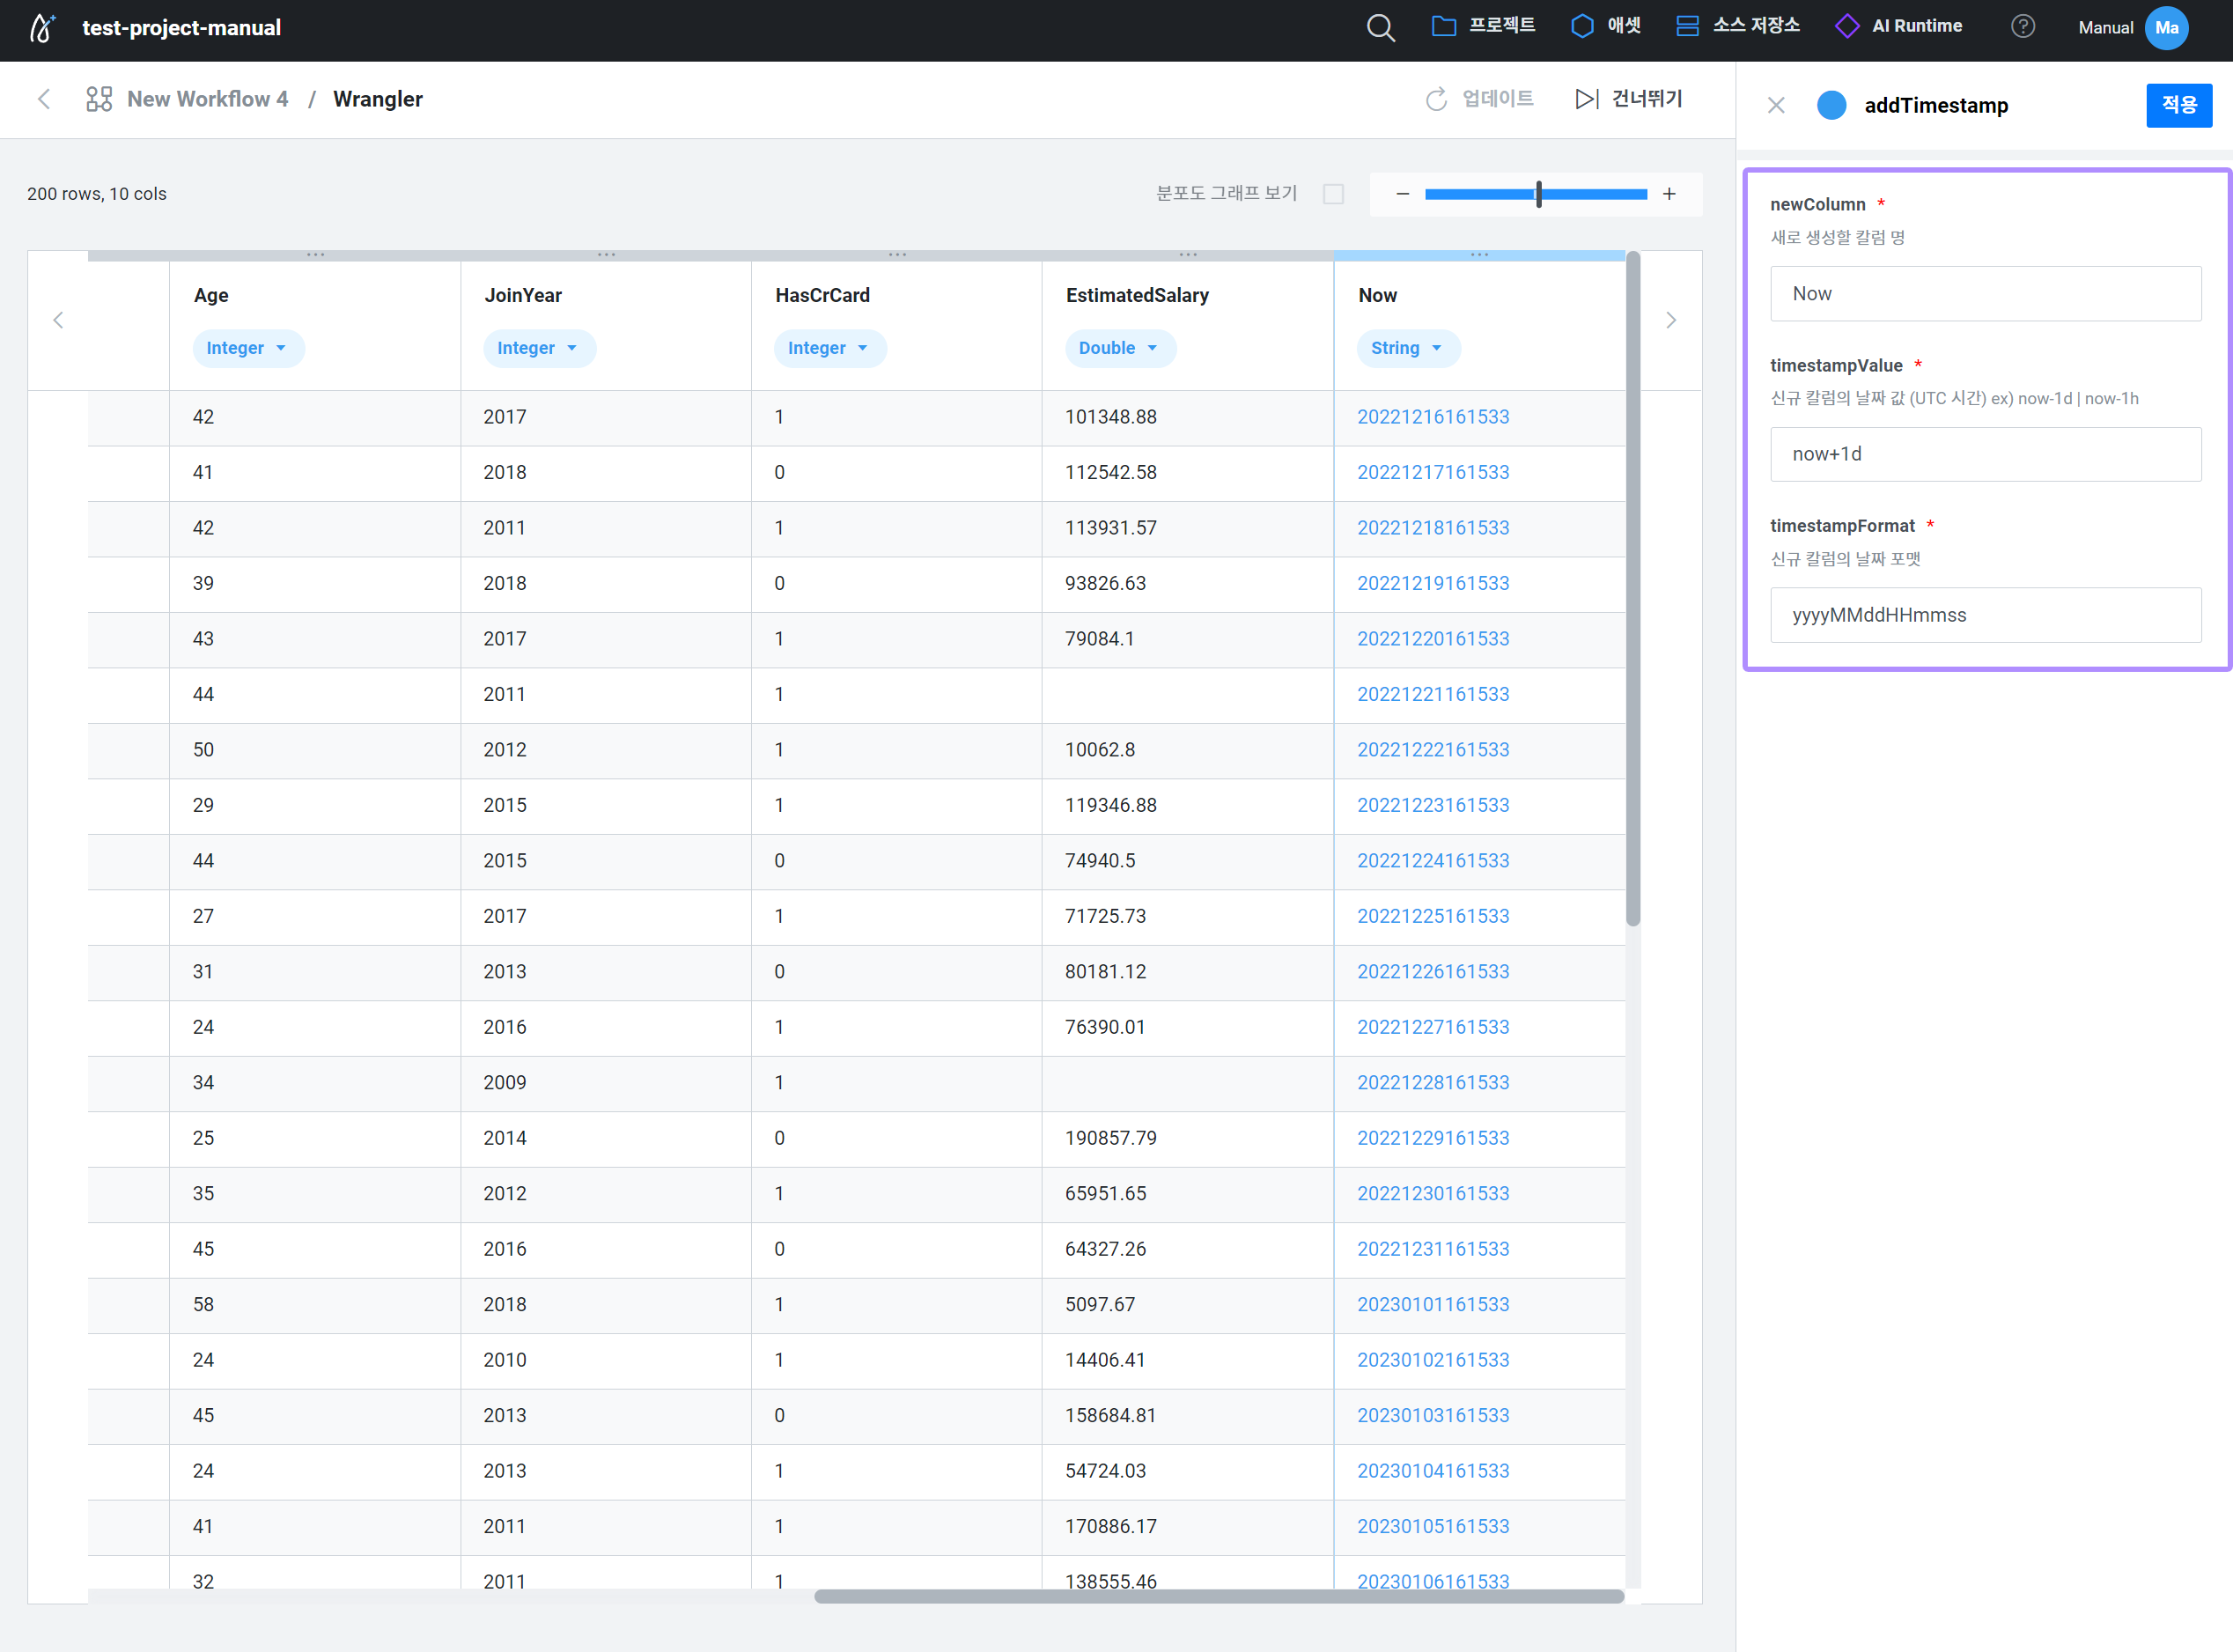 test-project-manual
프로젝트
애셋
소스 저장소
AI Runtime
?
Manual
Ma
New Workflow 4 / Wrangler
업데이트
건너뛰기
addTimestamp
적용
200 rows, 10 cols
분포도 그래프 보기
Age JoinYear HasCrCard EstimatedSalary Now
Integer Integer Integer Double String
42 2017 1 101348.88 20221216161533
41 2018 0 112542.58 20221217161533
42 2011 1 113931.57 20221218161533
39 2018 0 93826.63 20221219161533
43 2017 1 79084.1 20221220161533
44 2011 1 20221221161533
50 2012 1 10062.8 20221222161533
29 2015 1 119346.88 20221223161533
44 2015 0 74940.5 20221224161533
27 2017 1 71725.73 20221225161533
31 2013 0 80181.12 20221226161533
24 2016 1 76390.01 20221227161533
34 2009 1 20221228161533
25 2014 0 190857.79 20221229161533
35 2012 1 65951.65 20221230161533
45 2016 0 64327.26 20221231161533
58 2018 1 5097.67 20230101161533
24 2010 1 14406.41 20230102161533
45 2013 0 158684.81 20230103161533
24 2013 1 54724.03 20230104161533
41 2011 1 170886.17 20230105161533
32 2011 1 138555.46 20230106161533
newColumn *
새로 생성할 칼럼 명
Now
timestampValue *
신규 칼럼의 날짜 값 (UTC 시간) ex) now-1d | now-1h
now+1d
timestampFormat *
신규 칼럼의 날짜 포맷
yyyyMMddHHmmss